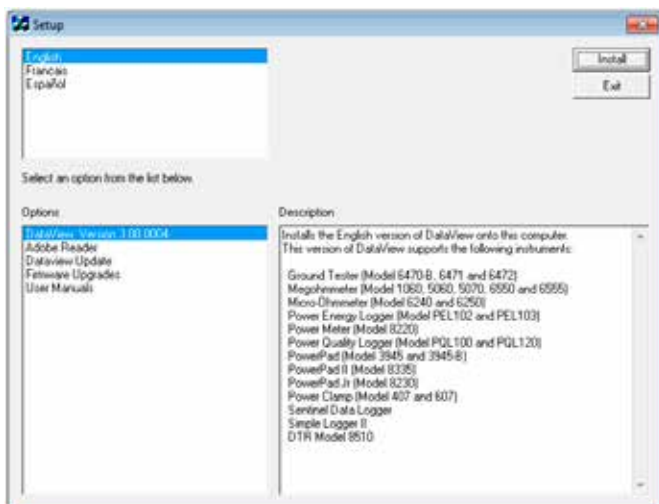 Setup
English
Francais
Español
Install
Exit
Select an option from the list below.
Options
DataView Version 3.00.0004
Adobe Reader
Dataview Update
Firmware Upgrades
User Manuals
Description
Installs the English version of DataView onto this computer.
This version of DataView supports the following instruments:
Ground Tester (Model 6470-B, 6471 and 6472)
Megohmmeter (Model 1060, 5060, 5070, 6550 and 6555)
Micro-Ohmmeter (Model 6240 and 6250)
Power Energy Logger (Model PEL102 and PEL103)
Power Meter (Model 8220)
Power Quality Logger (Model PQL100 and PQL120)
PowerPad (Model 3945 and 3945-B)
PowerPad II (Model 8335)
PowerPad Jr (Model 8230)
Power Clamp (Model 407 and 607)
Sentinel Data Logger
Simple Logger II
DTR Model 8510